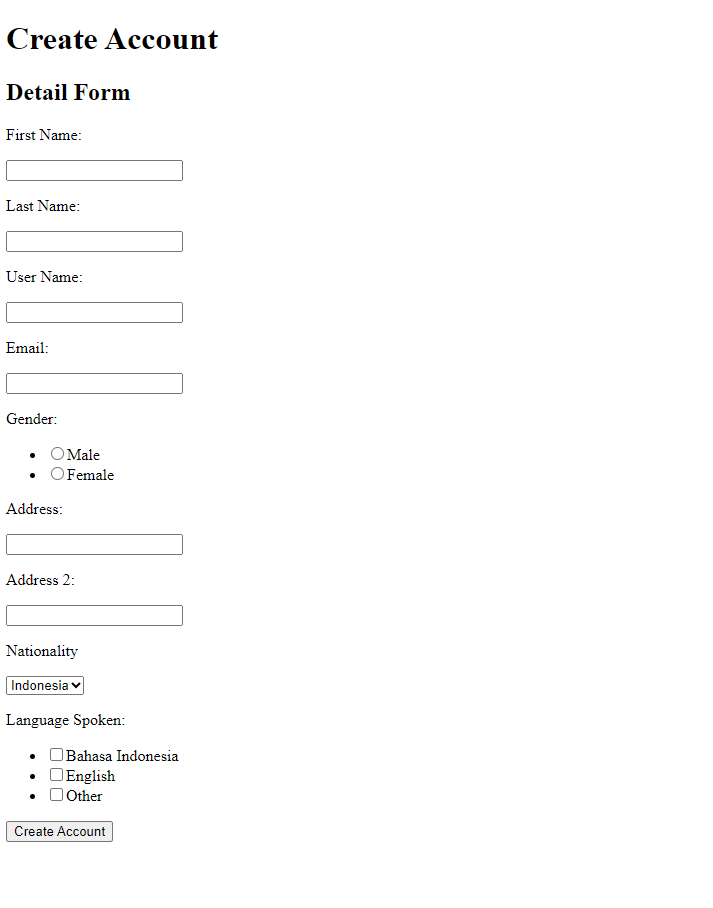 Create Account
Detail Form
First Name:
Last Name:
User Name:
Email:
Gender:
Male
Female
Address:
Address 2:
Nationality
Indonesia
Language Spoken:
Bahasa Indonesia
English
Other
Create Account